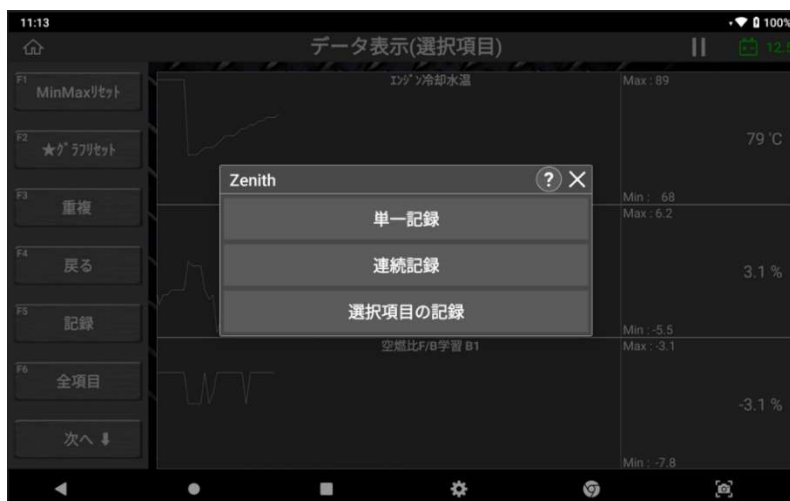 11:13
100%
データ表示(選択項目)
12.5
F1
MinMaxﾘｾｯﾄ
F2
★ｸﾞﾗﾌﾘｾｯﾄ
F3
重複
F4
戻る
F5
記録
F6
全項目
次へ
ｴﾝｼﾞﾝ冷却水温
Max : 89
79 ℃
Min : 68
Max : 6.2
3.1 %
Min : -5.5
空燃比F/B学習 B1
Max : -3.1
-3.1 %
Min : -7.8
Zenith
?
単一記録
連続記録
選択項目の記録